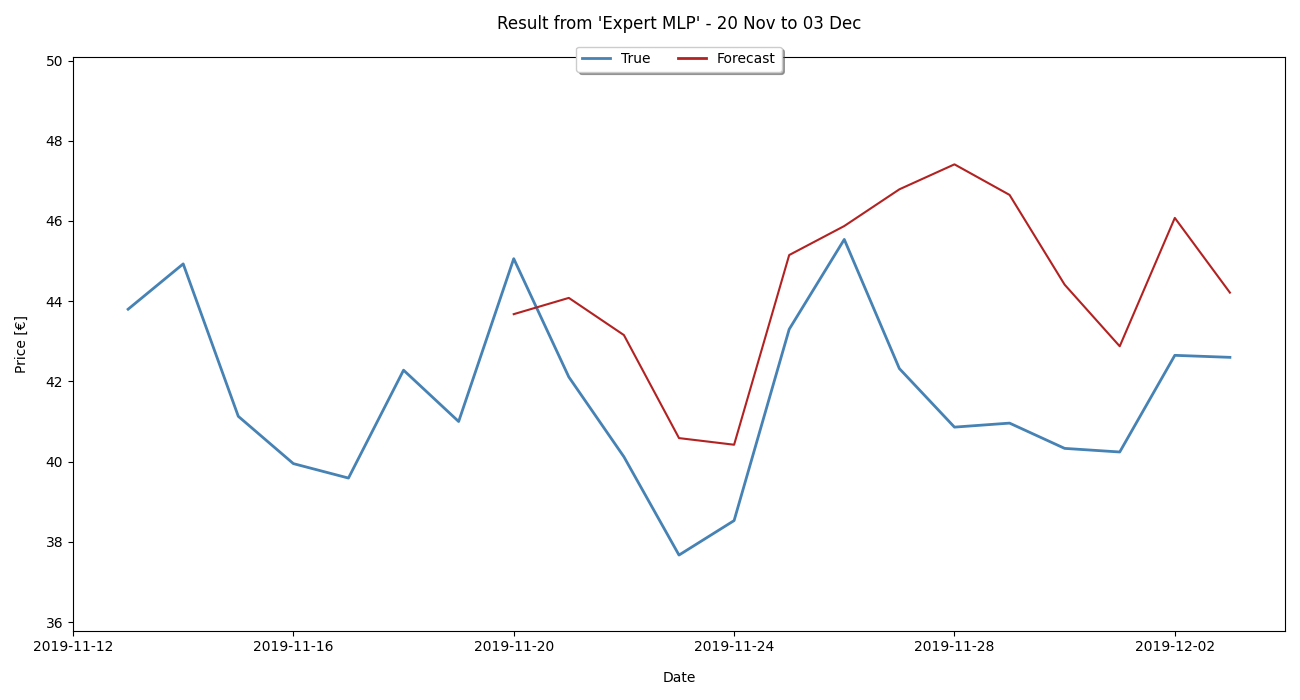 Result from 'Expert MLP' - 20 Nov to 03 Dec
True Forecast
50
48
46
44
42
40
38
36
Price [€]
2019-11-12 2019-11-16 2019-11-20 2019-11-24 2019-11-28 2019-12-02
Date